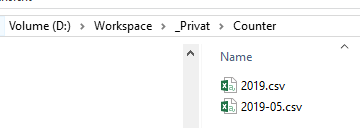 Volume (D:) > Workspace > _Privat > Counter
Name
2019.csv
2019-05.csv